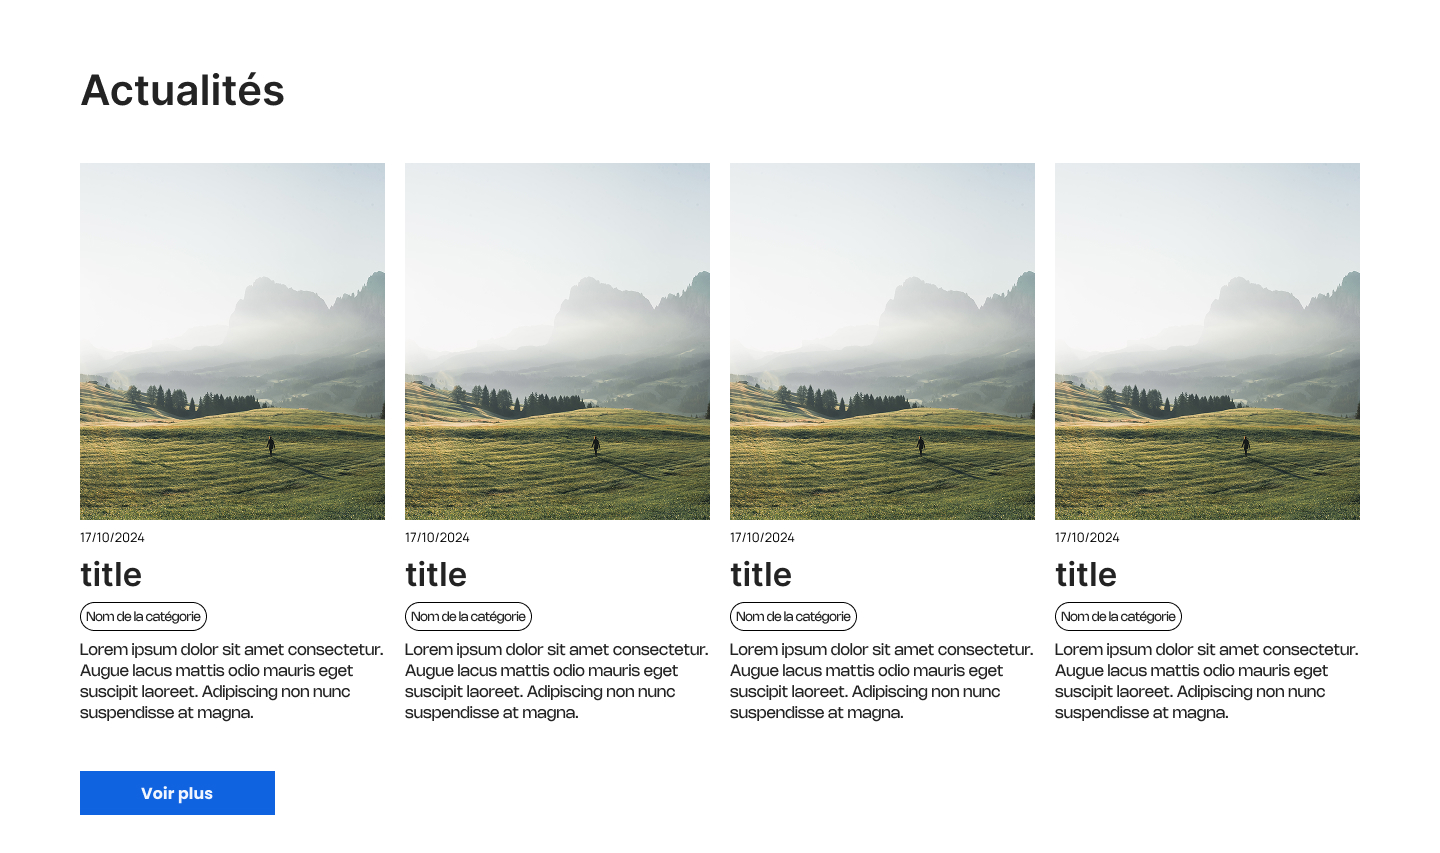 Actualités
17/10/2024
title
Nom de la catégorie
Lorem ipsum dolor sit amet consectetur.
Augue lacus mattis odio mauris eget
suscipit laoreet. Adipiscing non nunc
suspendisse at magna.
17/10/2024
title
Nom de la catégorie
Lorem ipsum dolor sit amet consectetur.
Augue lacus mattis odio mauris eget
suscipit laoreet. Adipiscing non nunc
suspendisse at magna.
17/10/2024
title
Nom de la catégorie
Lorem ipsum dolor sit amet consectetur.
Augue lacus mattis odio mauris eget
suscipit laoreet. Adipiscing non nunc
suspendisse at magna.
17/10/2024
title
Nom de la catégorie
Lorem ipsum dolor sit amet consectetur.
Augue lacus mattis odio mauris eget
suscipit laoreet. Adipiscing non nunc
suspendisse at magna.
Voir plus